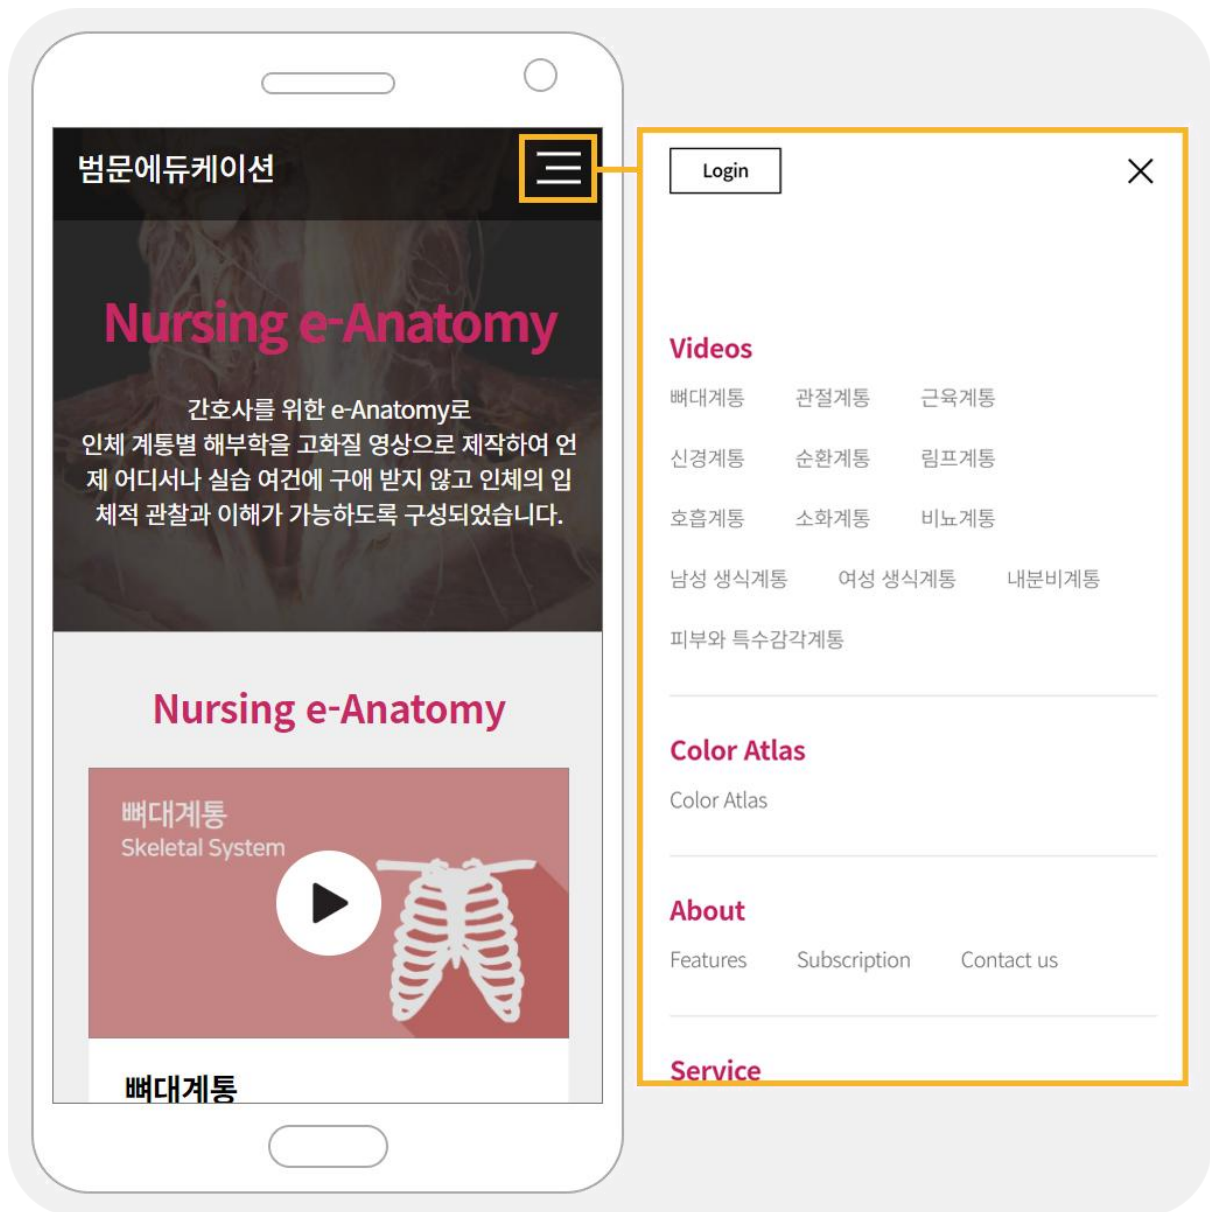 범문에듀케이션
Nursing e-Anatomy
간호사를 위한 e-Anatomy로
인체 계통별 해부학을 고화질 영상으로 제작하여 언
제 어디서나 실습 여건에 구애 받지 않고 인체의 입
체적 관찰과 이해가 가능하도록 구성되었습니다.
Nursing e-Anatomy
뼈대계통
Skeletal System
뼈대계통
Login
Videos
뼈대계통 관절계통 근육계통
신경계통 순환계통 림프계통
호흡계통 소화계통 비뇨계통
남성 생식계통 여성 생식계통 내분비계통
피부와 특수감각계통
Color Atlas
Color Atlas
About
Features Subscription Contact us
Service